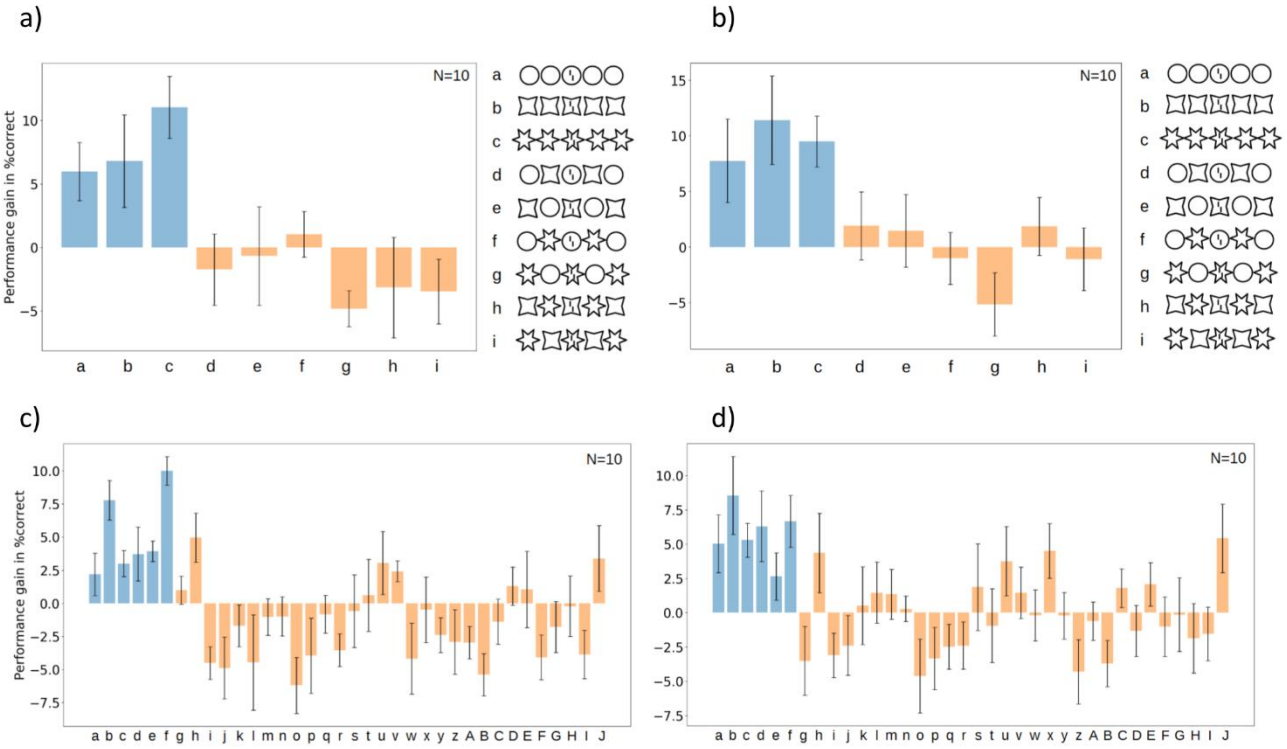 a)
N=10
Performance gain in %correct
10
5
0
−5
a b c d e f g h i
a
b
c
d
e
f
g
h
i
b)
N=10
15
10
5
0
−5
a b c d e f g h i
a
b
c
d
e
f
g
h
i
c)
N=10
Performance gain in %correct
10.0
7.5
5.0
2.5
0.0
−2.5
−5.0
−7.5
a b c d e f g h i j k l m n o p q r s t u v w x y z A B C D E F G H I J
d)
N=10
10.0
7.5
5.0
2.5
0.0
−2.5
−5.0
−7.5
a b c d e f g h i j k l m n o p q r s t u v w x y z A B C D E F G H I J